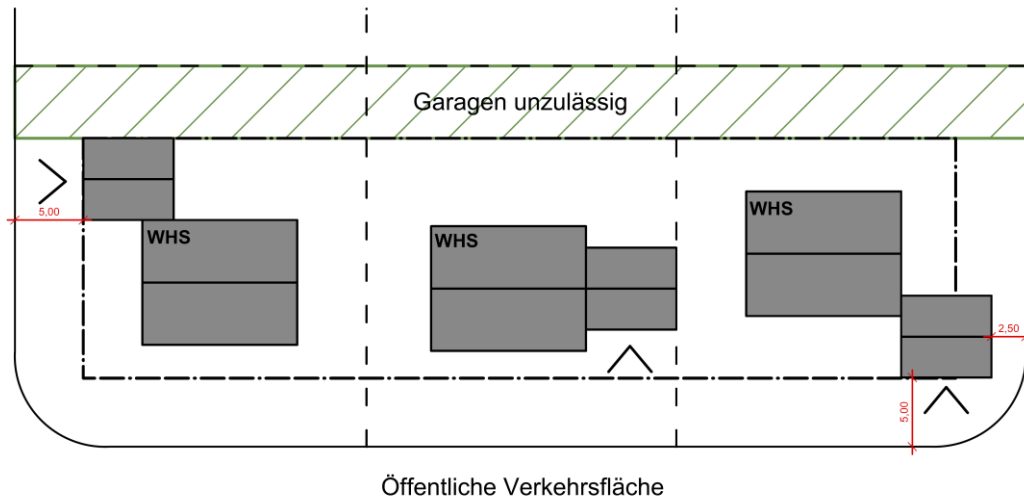 Garagen unzulässig
WHS
5,00
WHS
WHS
2,50
5,00
Öffentliche Verkehrsfläche